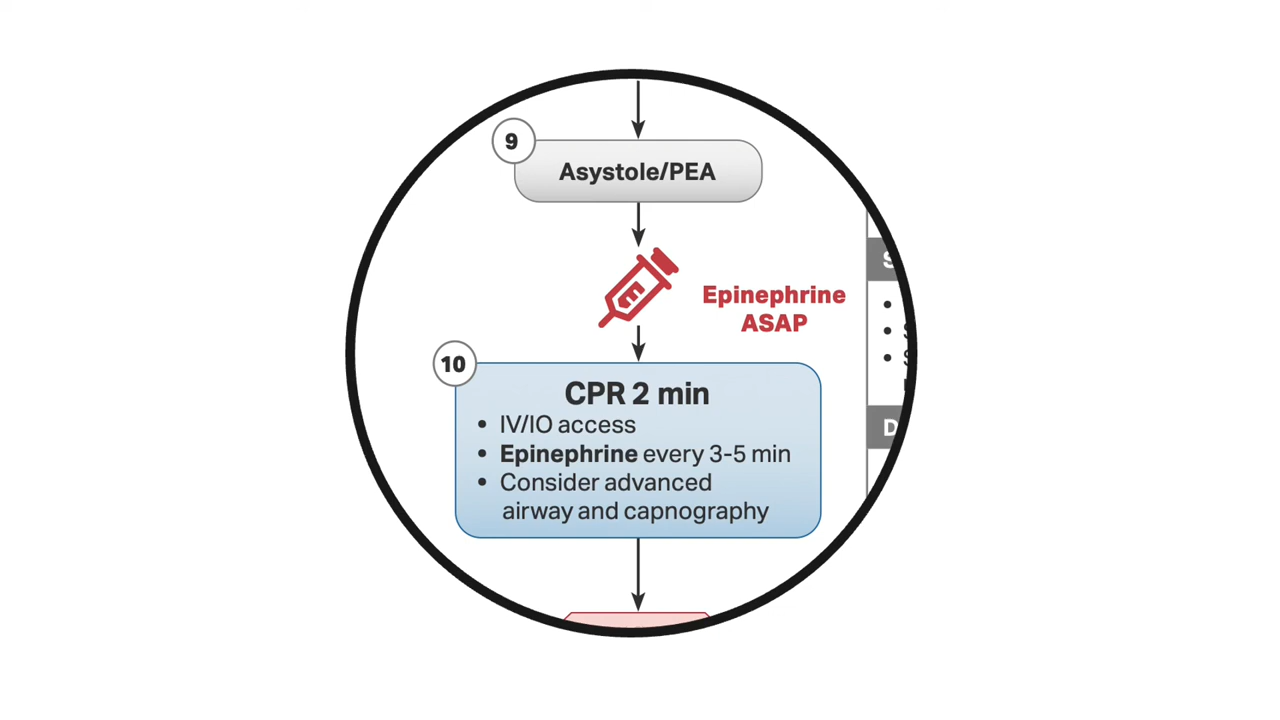 9
Asystole/PEA
E
Epinephrine
ASAP
10
CPR 2 min
• IV/IO access
• Epinephrine every 3-5 min
• Consider advanced
airway and capnography
D